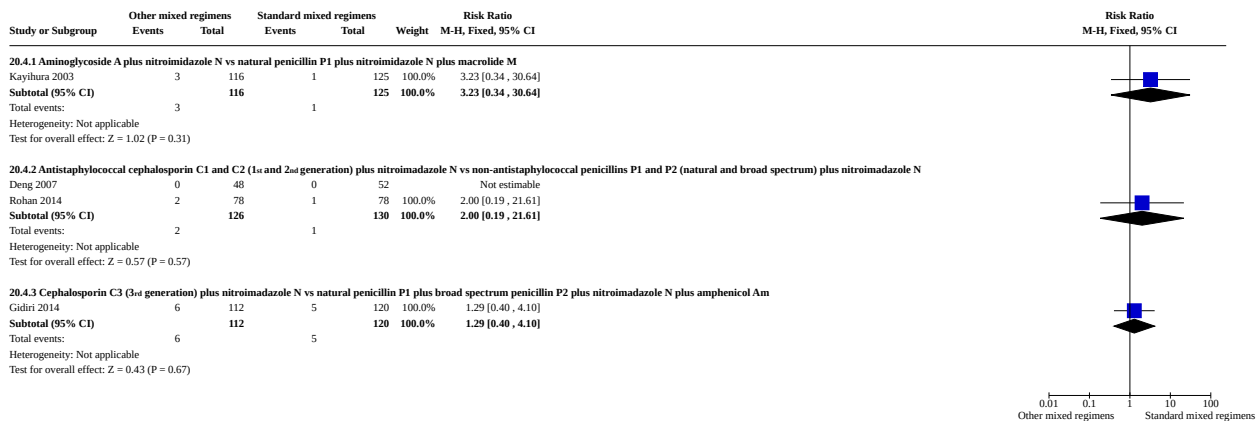 Other mixed regimens Standard mixed regimens Risk Ratio Risk Ratio
Study or Subgroup Events Total Events Total Weight M-H, Fixed, 95% CI M-H, Fixed, 95% CI
20.4.1 Aminoglycoside A plus nitroimidazole N vs natural penicillin P1 plus nitroimidazole N plus macrolide M
Kayihura 2003 3 116 1 125 100.0% 3.23 [0.34 , 30.64]
Subtotal (95% CI) 116 125 100.0% 3.23 [0.34 , 30.64]
Total events: 3 1
Heterogeneity: Not applicable
Test for overall effect: Z = 1.02 (P = 0.31)
20.4.2 Antistaphylococcal cephalosporin C1 and C2 (1st and 2nd generation) plus nitroimadazole N vs non-antistaphylococcal penicillins P1 and P2 (natural and broad spectrum) plus nitroimadazole N
Deng 2007 0 48 0 52 Not estimable
Rohan 2014 2 78 1 78 100.0% 2.00 [0.19 , 21.61]
Subtotal (95% CI) 126 130 100.0% 2.00 [0.19 , 21.61]
Total events: 2 1
Heterogeneity: Not applicable
Test for overall effect: Z = 0.57 (P = 0.57)
20.4.3 Cephalosporin C3 (3rd generation) plus nitroimadazole N vs natural penicillin P1 plus broad spectrum penicillin P2 plus nitroimadazole N plus amphenicol Am
Gidiri 2014 6 112 5 120 100.0% 1.29 [0.40 , 4.10]
Subtotal (95% CI) 112 120 100.0% 1.29 [0.40 , 4.10]
Total events: 6 5
Heterogeneity: Not applicable
Test for overall effect: Z = 0.43 (P = 0.67)
0.01 0.1 1 10 100
Other mixed regimens Standard mixed regimens